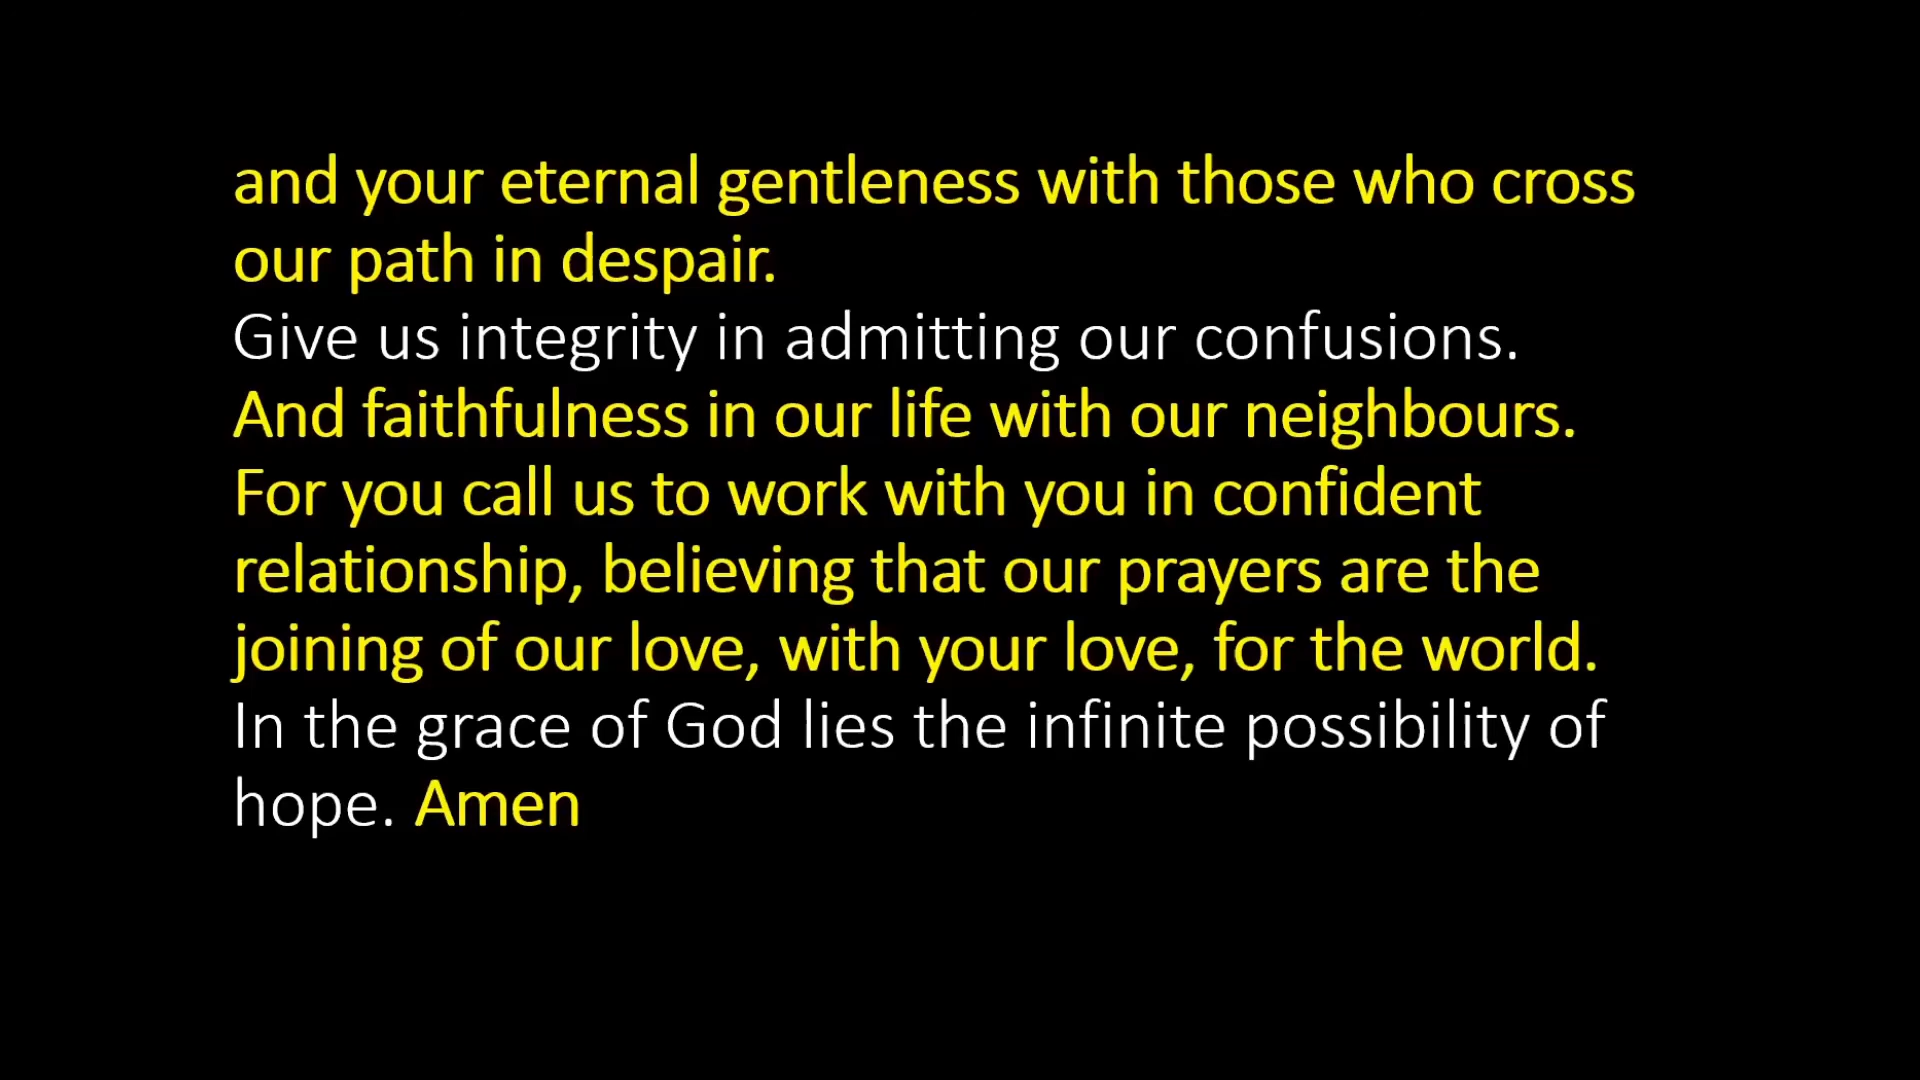 and your eternal gentleness with those who cross
our path in despair.
Give us integrity in admitting our confusions.
And faithfulness in our life with our neighbours.
For you call us to work with you in confident
relationship, believing that our prayers are the
joining of our love, with your love, for the world.
In the grace of God lies the infinite possibility of
hope. Amen